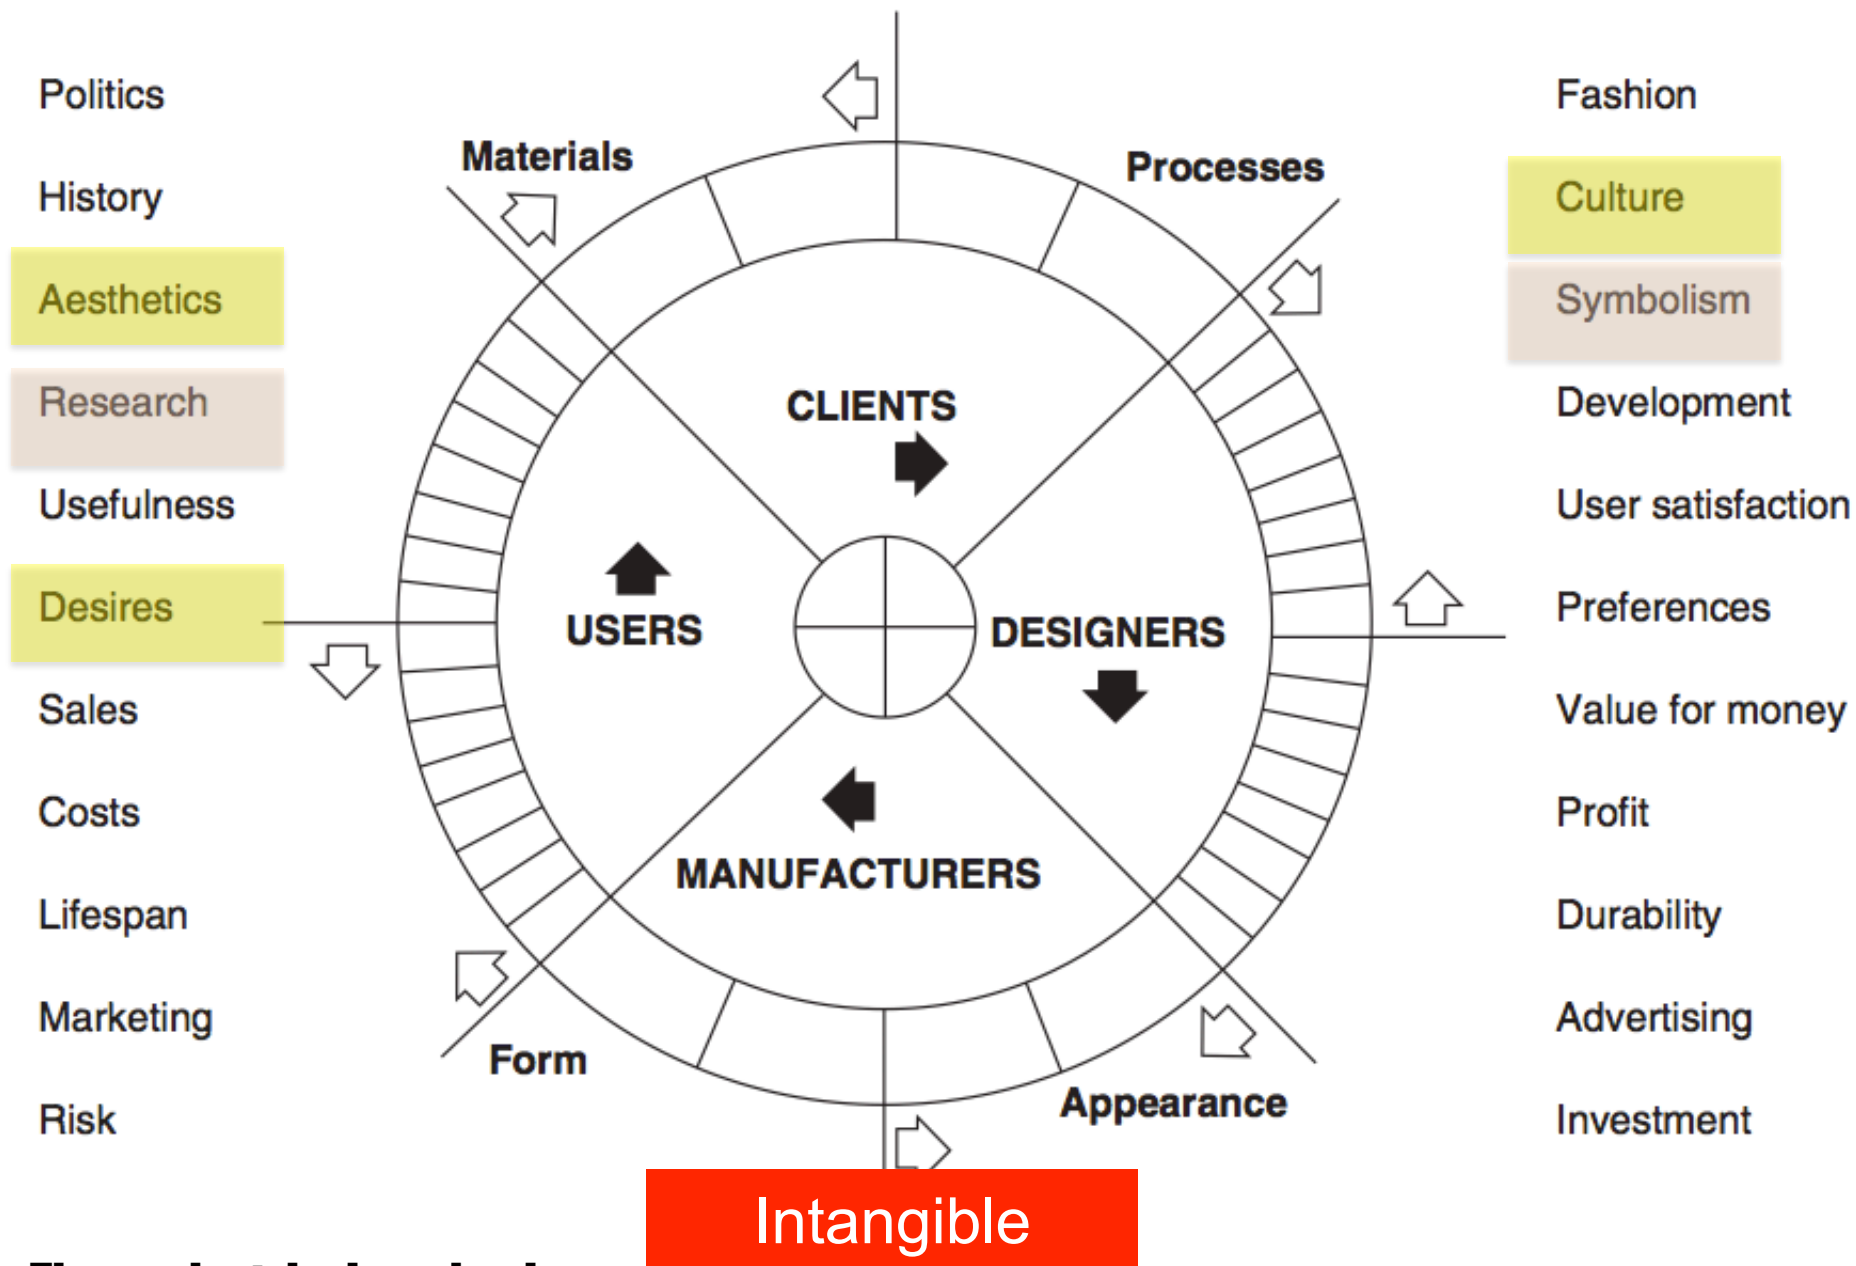 Politics
History
Aesthetics
Research
Usefulness
Desires
Sales
Costs
Lifespan
Marketing
Risk
Materials
Processes
CLIENTS
USERS
DESIGNERS
MANUFACTURERS
Form
Appearance
Fashion
Culture
Symbolism
Development
User satisfaction
Preferences
Value for money
Profit
Durability
Advertising
Investment
Intangible